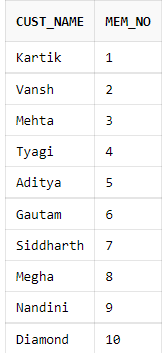 CUST_NAME MEM_NO
Kartik 1
Vansh 2
Mehta 3
Tyagi 4
Aditya 5
Gautam 6
Siddharth 7
Megha 8
Nandini 9
Diamond 10